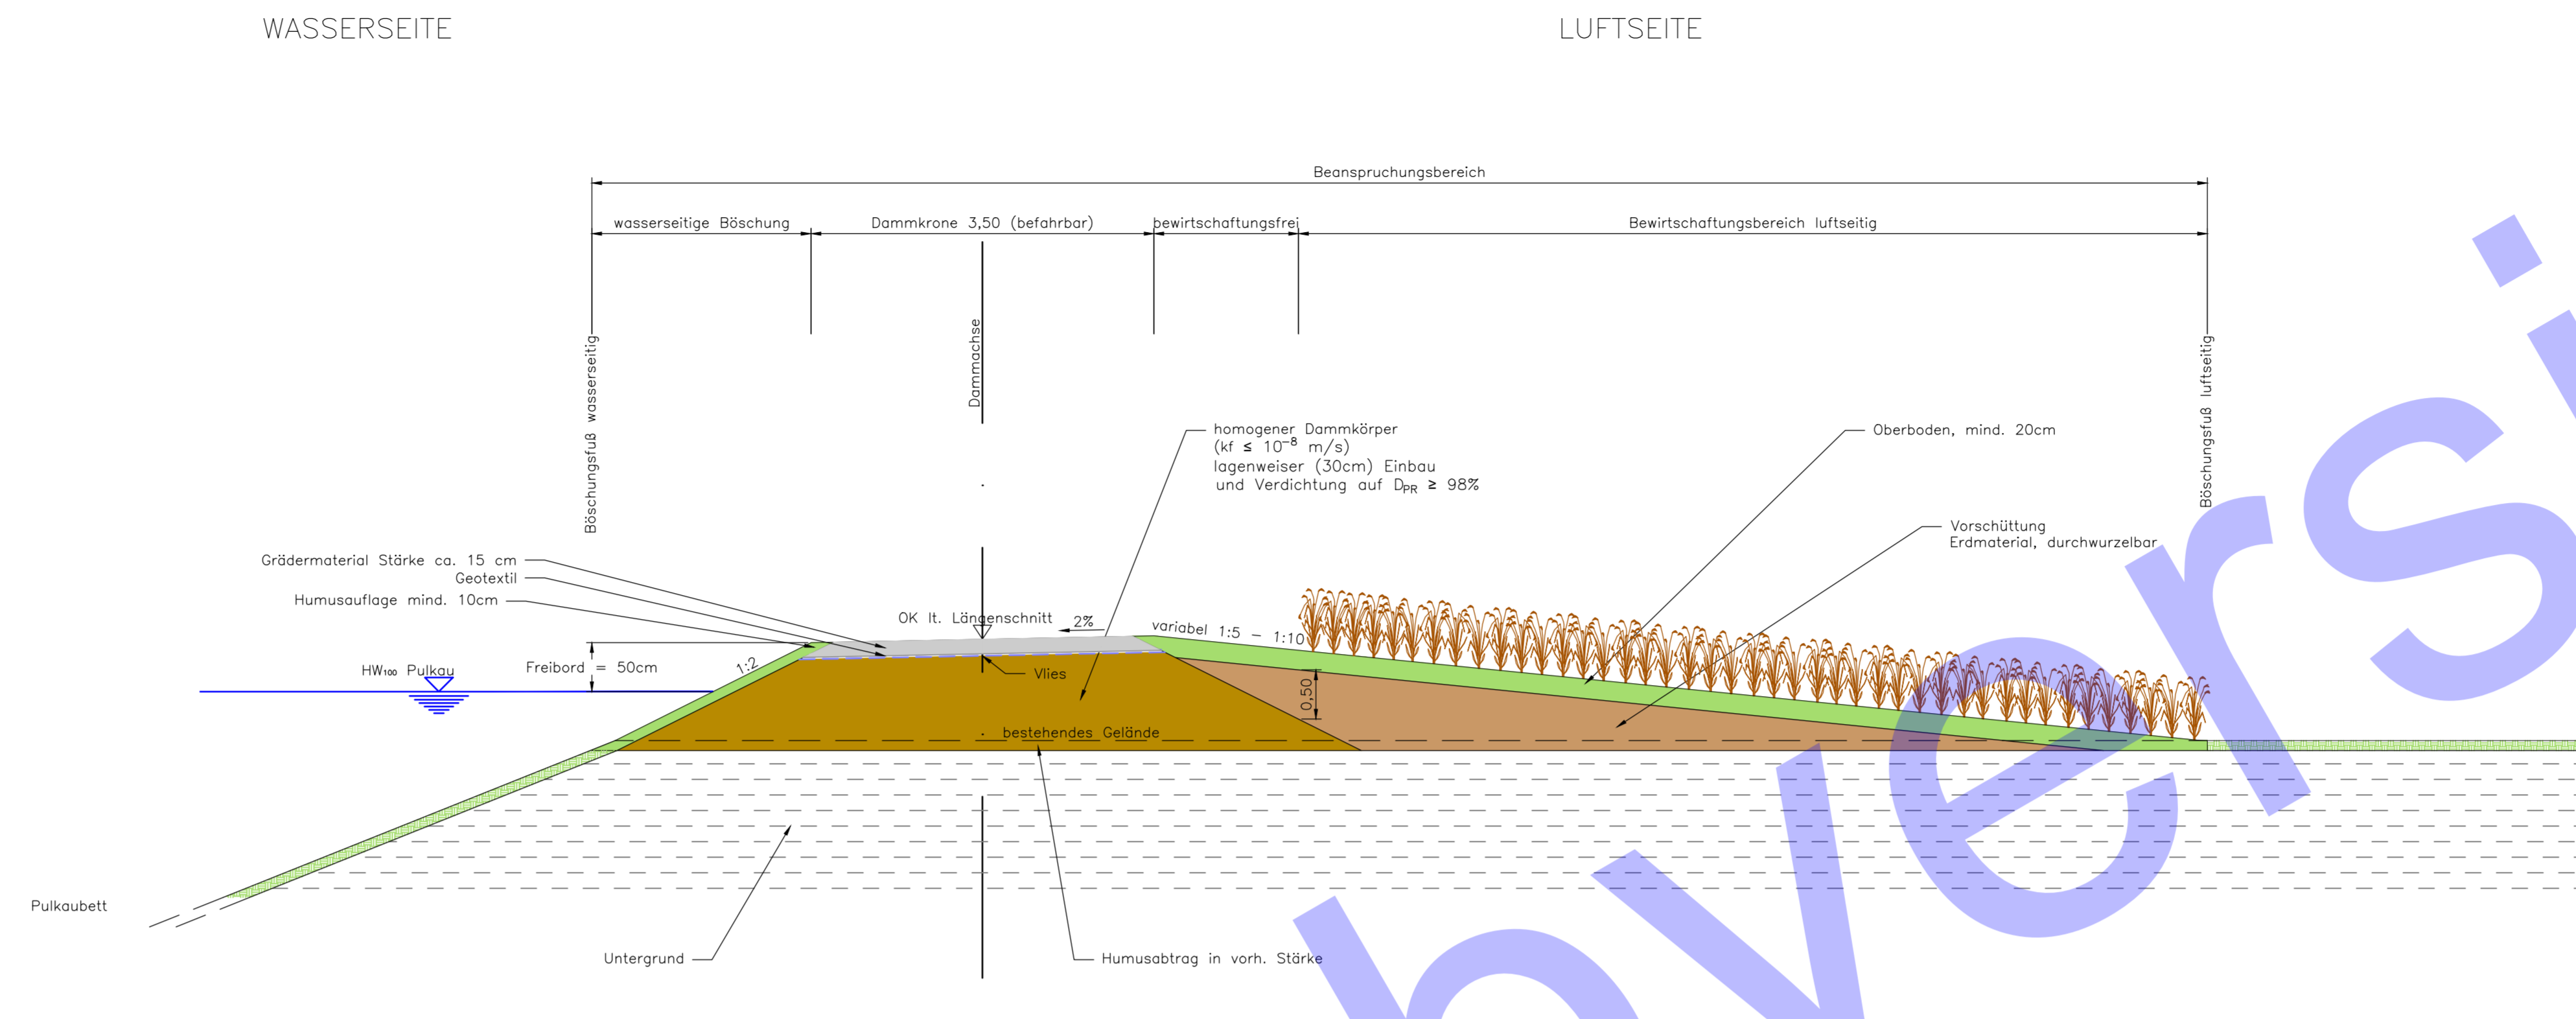 WASSERSEITE
LUFTSEITE
Beanspruchungsbereich
wasserseitige Böschung
Dammkrone 3,50 (befahrbar)
bewirtschaftungsfrei
Bewirtschaftungsbereich luftseitig
Böschungsfuß wasserseitig
Dammachse
Böschungsfuß luftseitig
homogener Dammkörper
(kf ≤ 10⁻⁸ m/s)
lagenweiser (30cm) Einbau
und Verdichtung auf DPR ≥ 98%
Oberboden, mind. 20cm
Vorschüttung
Erdmaterial, durchwurzelbar
Grädermaterial Stärke ca. 15 cm
Geotextil
Humusauflage mind. 10cm
OK lt. Längenschnitt
2%
variabel 1:5 – 1:10
1:2
HW₁₀₀ Pulkau
Freibord = 50cm
Vlies
0,50
bestehendes Gelände
Pulkaubett
Untergrund
Humusabtrag in vorh. Stärke